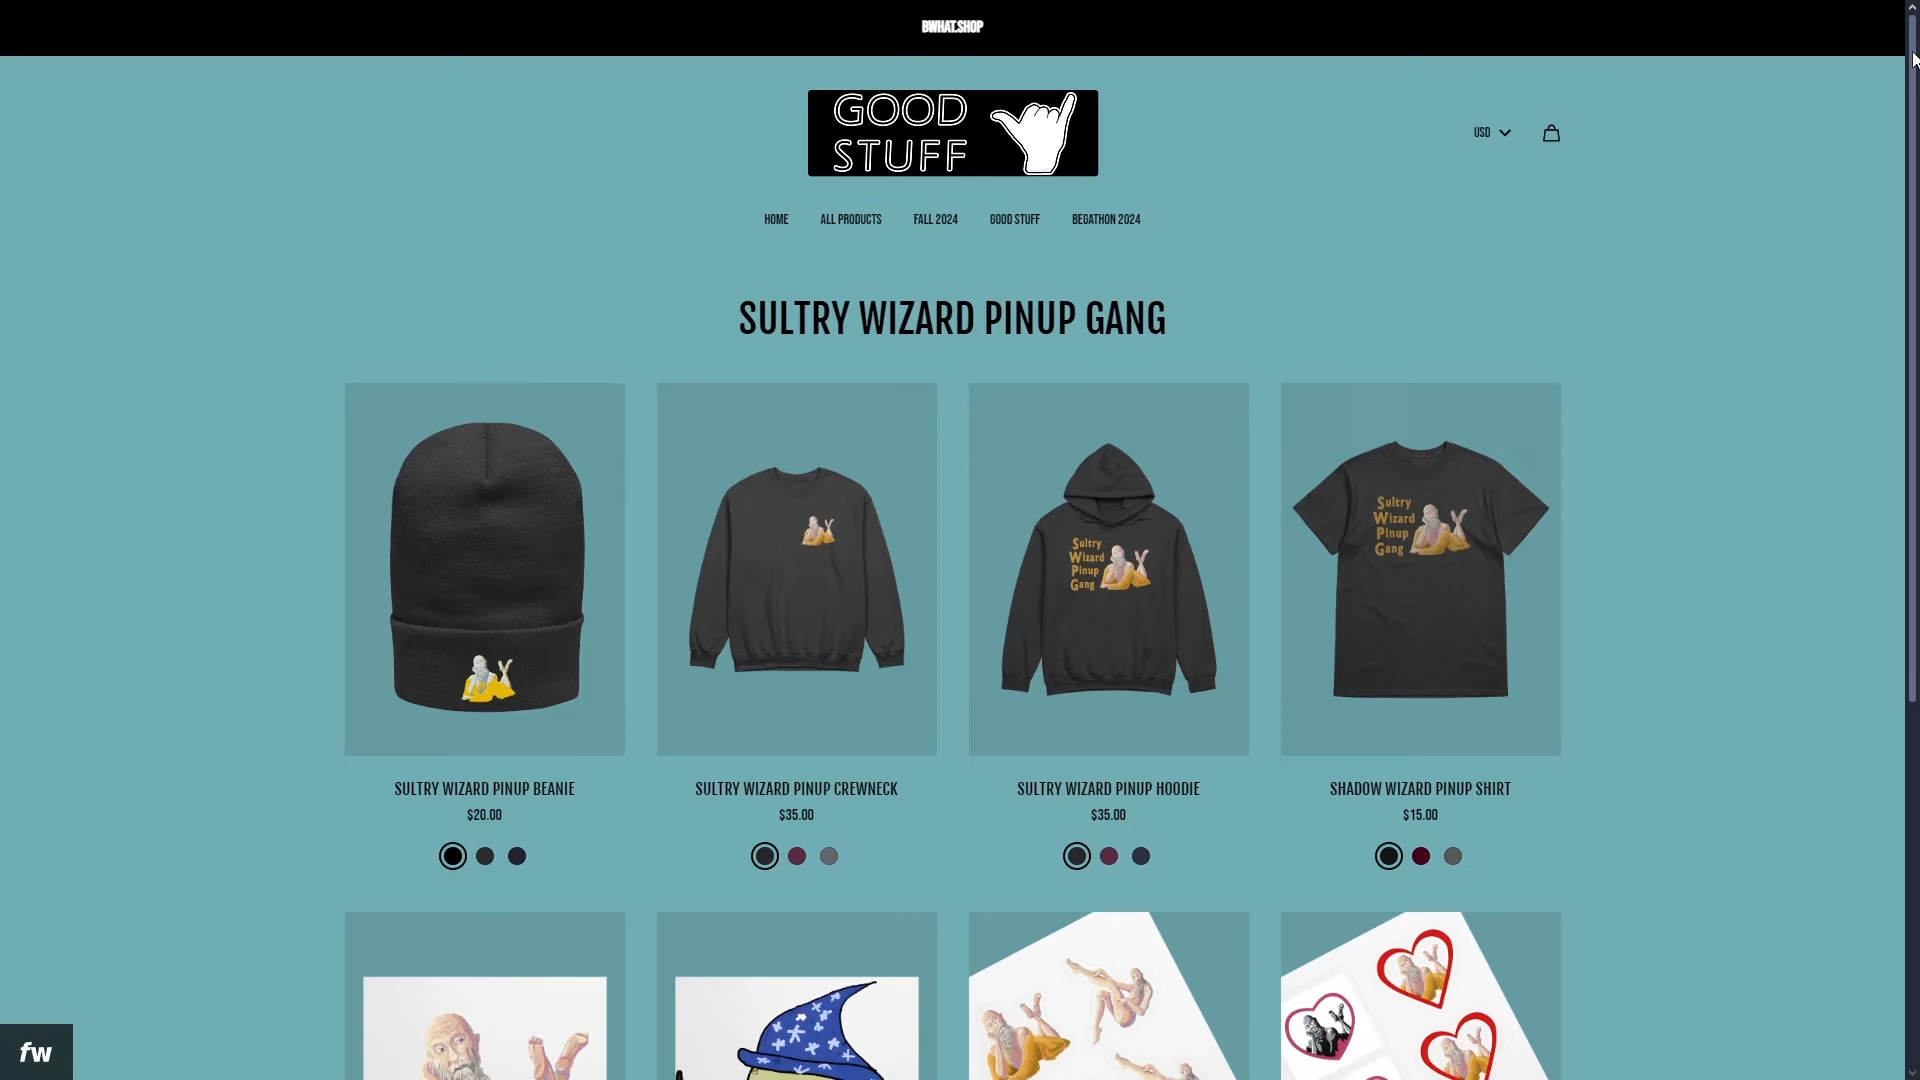 BWHAT.SHOP
GOOD
STUFF
USD
HOME ALL PRODUCTS FALL 2024 GOOD STUFF BEGATHON 2024
SULTRY WIZARD PINUP GANG
Sultry
Wizard
Pinup
Gang
Sultry
Wizard
Pinup
Gang
SULTRY WIZARD PINUP BEANIE
$20.00
SULTRY WIZARD PINUP CREWNECK
$35.00
SULTRY WIZARD PINUP HOODIE
$35.00
SHADOW WIZARD PINUP SHIRT
$15.00
fw